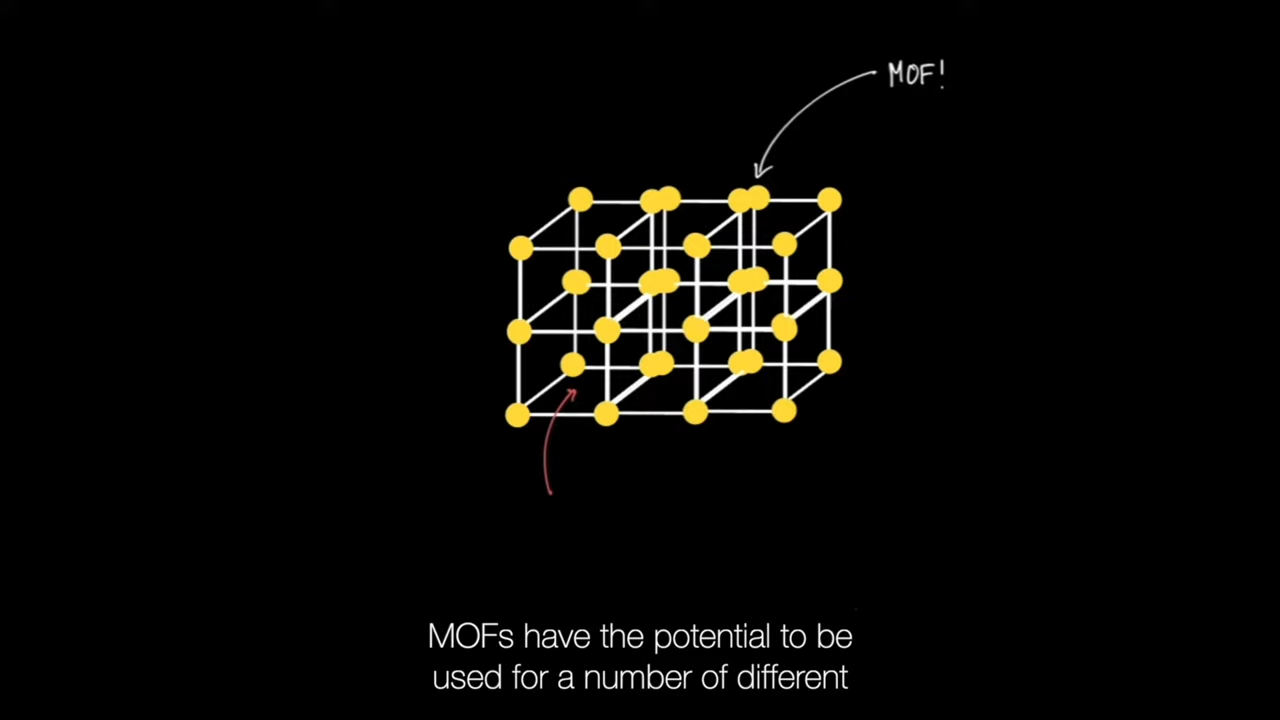 MOF!
MOFs have the potential to be
used for a number of different